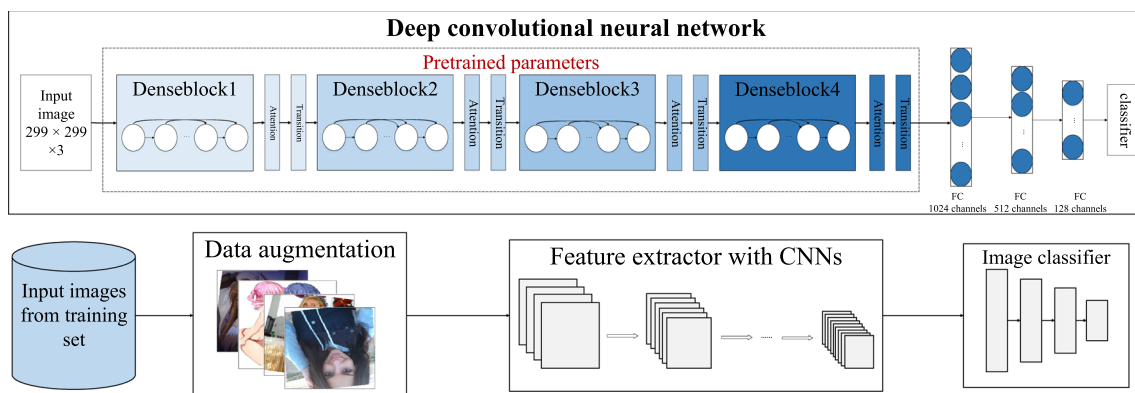 Deep convolutional neural network
Pretrained parameters
Input
image
299 × 299
×3
Denseblock1
...
Attention
Transition
Denseblock2
...
Attention
Transition
Denseblock3
...
Attention
Transition
Denseblock4
...
Attention
Transition
...
FC
1024 channels
...
FC
512 channels
...
FC
128 channels
classifier
Input images
from training
set
Data augmentation
Feature extractor with CNNs
......
Image classifier